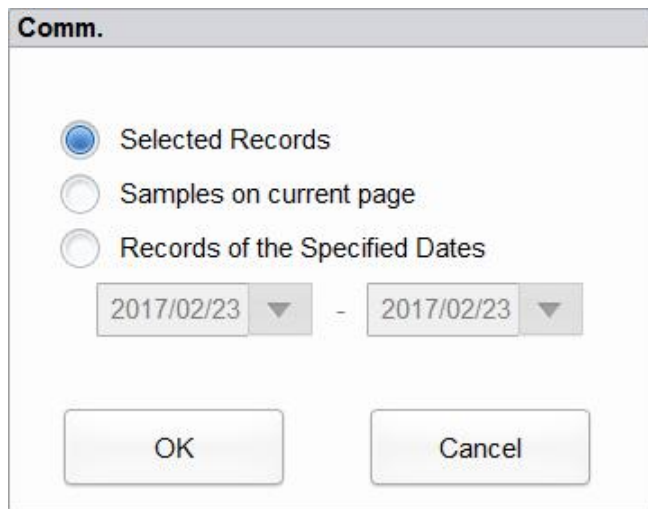 Comm.
Selected Records
Samples on current page
Records of the Specified Dates
2017/02/23 - 2017/02/23
OK Cancel